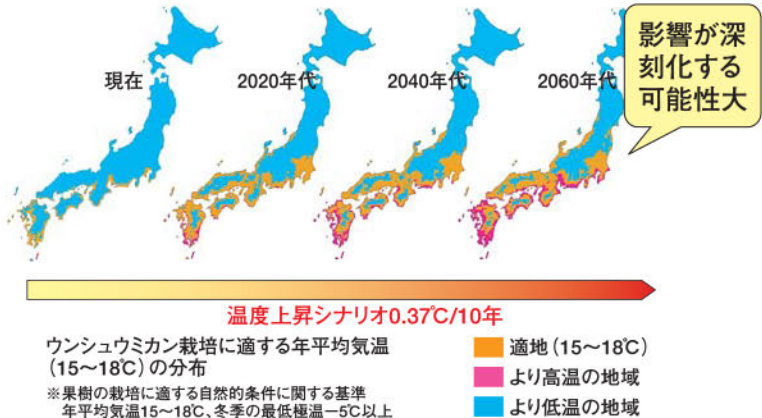 現在
2020年代
2040年代
2060年代
影響が深
刻化する
可能性大
温度上昇シナリオ0.37℃/10年
ウンシュウミカン栽培に適する年平均気温
（15～18℃）の分布
※果樹の栽培に適する自然的条件に関する基準
年平均気温15～18℃、冬季の最低極温－5℃以上
適地（15～18℃）
より高温の地域
より低温の地域